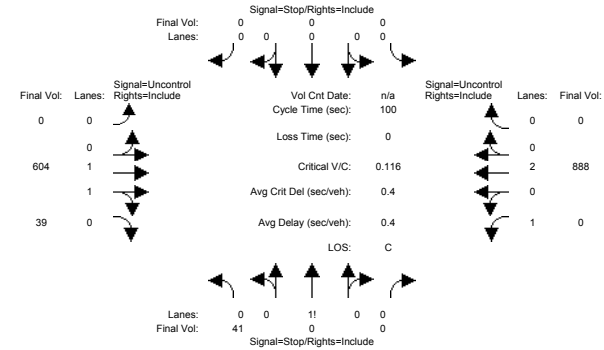 Signal=Stop/Rights=Include
Final Vol: 0 0 0
Lanes: 0 0 0 0 0
Signal=Uncontrol
Final Vol: Lanes: Rights=Include
Vol Cnt Date: n/a
Signal=Uncontrol
Rights=Include Lanes: Final Vol:
0 0
Cycle Time (sec): 100
0 0
0
Loss Time (sec): 0
0
604 1
Critical V/C: 0.116
2 888
1
Avg Crit Del (sec/veh): 0.4
0
39 0
Avg Delay (sec/veh): 0.4
1 0
LOS: C
Lanes: 0 0 1! 0 0
Final Vol: 41 0 0
Signal=Stop/Rights=Include